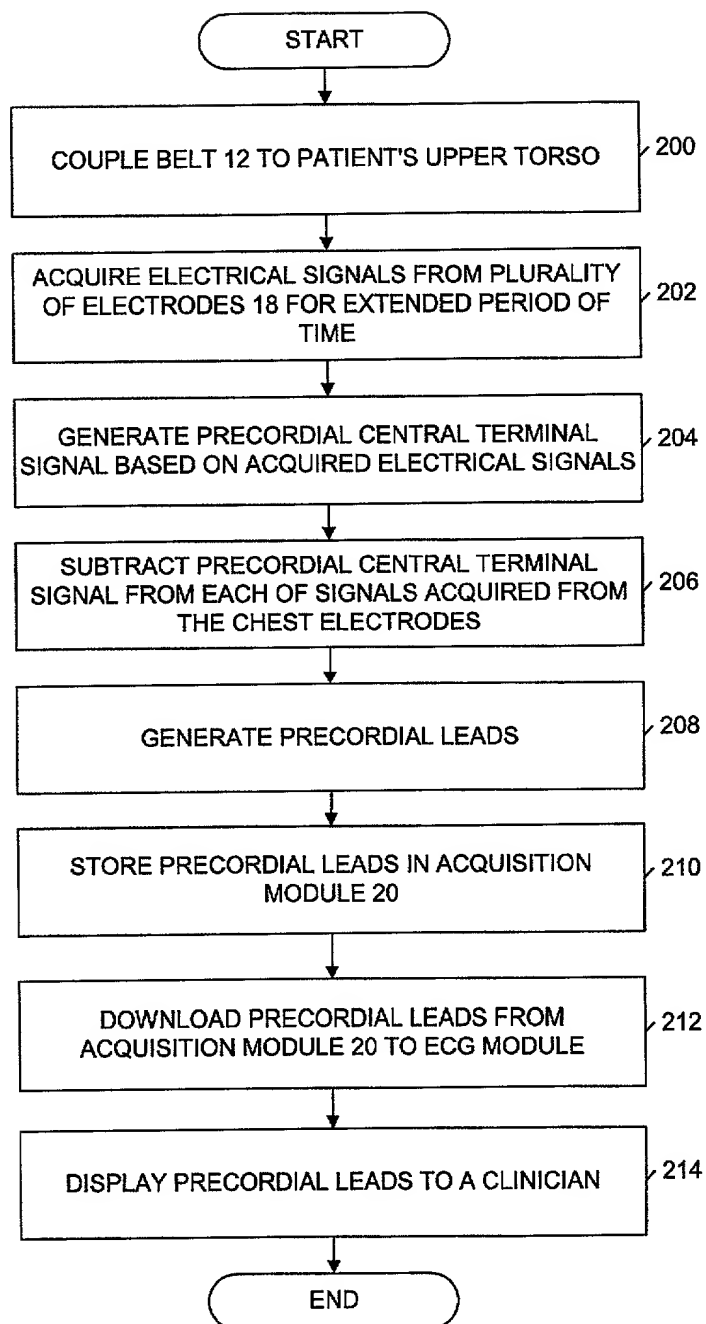 START
COUPLE BELT 12 TO PATIENT'S UPPER TORSO
200
ACQUIRE ELECTRICAL SIGNALS FROM PLURALITY
OF ELECTRODES 18 FOR EXTENDED PERIOD OF
TIME
202
GENERATE PRECORDIAL CENTRAL TERMINAL
SIGNAL BASED ON ACQUIRED ELECTRICAL SIGNALS
204
SUBTRACT PRECORDIAL CENTRAL TERMINAL
SIGNAL FROM EACH OF SIGNALS ACQUIRED FROM
THE CHEST ELECTRODES
206
GENERATE PRECORDIAL LEADS
208
STORE PRECORDIAL LEADS IN ACQUISITION
MODULE 20
210
DOWNLOAD PRECORDIAL LEADS FROM
ACQUISITION MODULE 20 TO ECG MODULE
212
DISPLAY PRECORDIAL LEADS TO A CLINICIAN
214
END